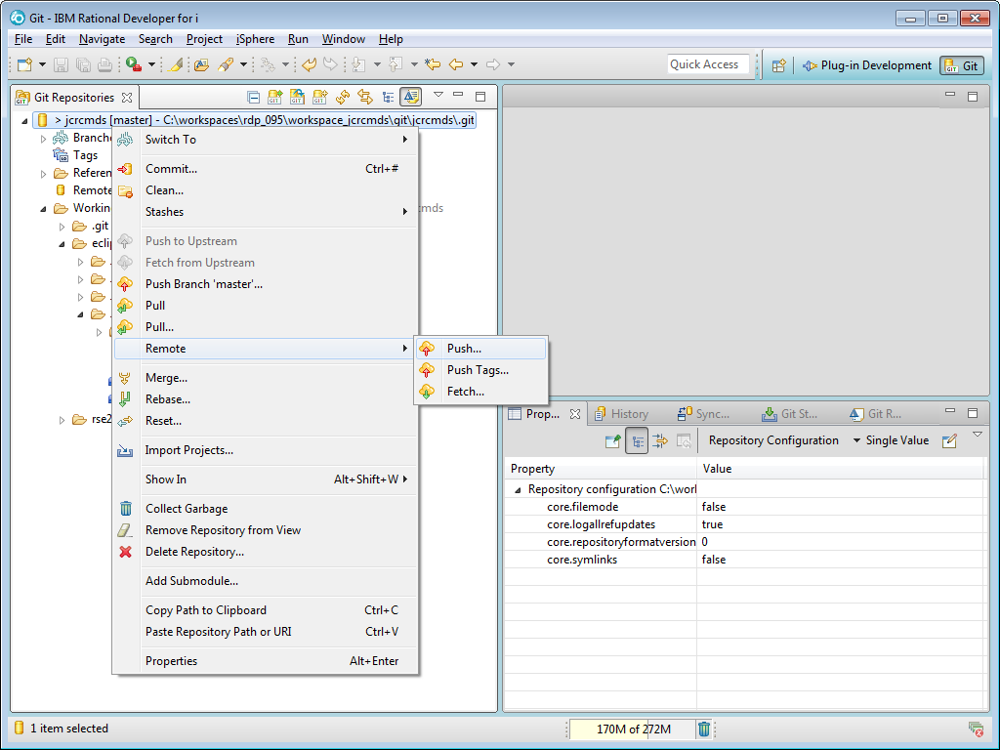 Git - IBM Rational Developer for i
File Edit Navigate Search Project iSphere Run Window Help
Quick Access
Plug-in Development
Git
Git Repositories
> jcrcmds [master] - C:\workspaces\rdp_095\workspace_jcrcmds\git\jcrcmds\.git
Branche
Tags
Referen
Remote
Working
cmds
.git
eclip
rse2
Switch To
Commit... Ctrl+#
Clean...
Stashes
Push to Upstream
Fetch from Upstream
Push Branch 'master'...
Pull
Pull...
Remote
Merge...
Rebase...
Reset...
Import Projects...
Show In Alt+Shift+W
Collect Garbage
Remove Repository from View
Delete Repository...
Add Submodule...
Copy Path to Clipboard Ctrl+C
Paste Repository Path or URI Ctrl+V
Properties Alt+Enter
Push...
Push Tags...
Fetch...
Prop... History Sync... Git St... Git R...
Repository Configuration Single Value
Property Value
Repository configuration C:\worl
core.filemode false
core.logallrefupdates true
core.repositoryformatversion 0
core.symlinks false
1 item selected
170M of 272M